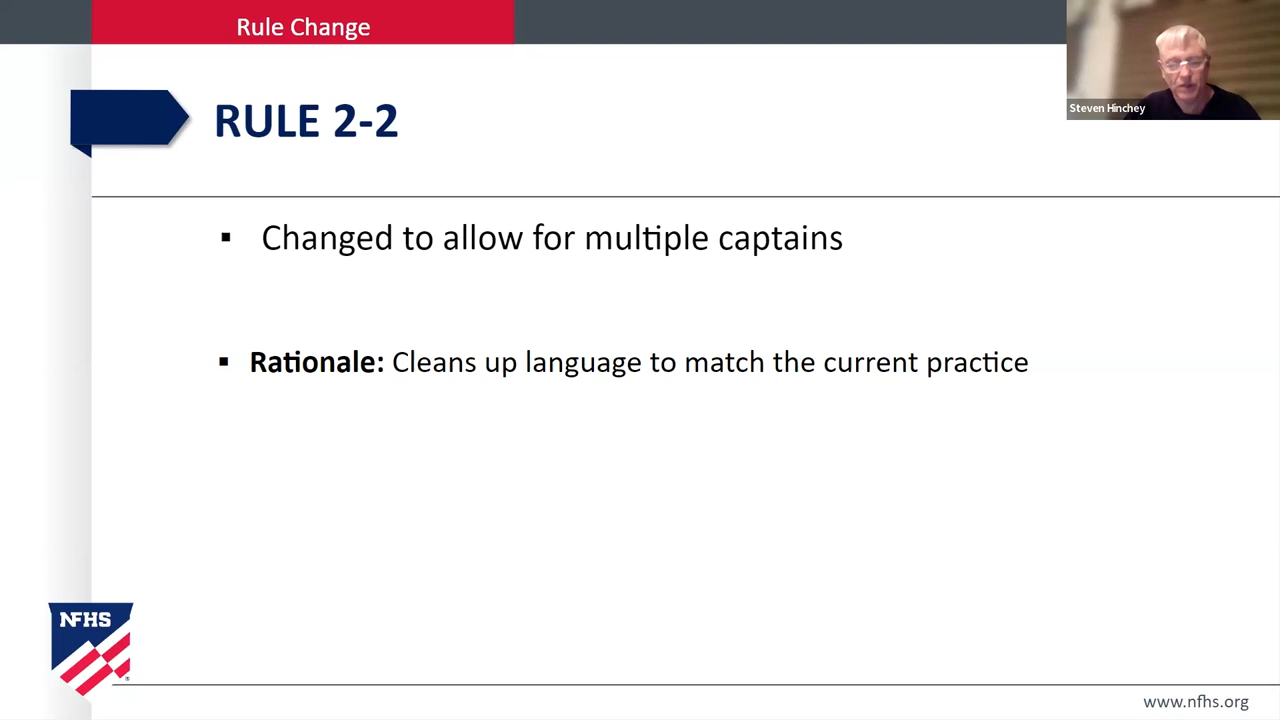 Rule Change
Steven Hinchey
RULE 2-2
▪ Changed to allow for multiple captains
▪ Rationale: Cleans up language to match the current practice
NFHS
®
www.nfhs.org